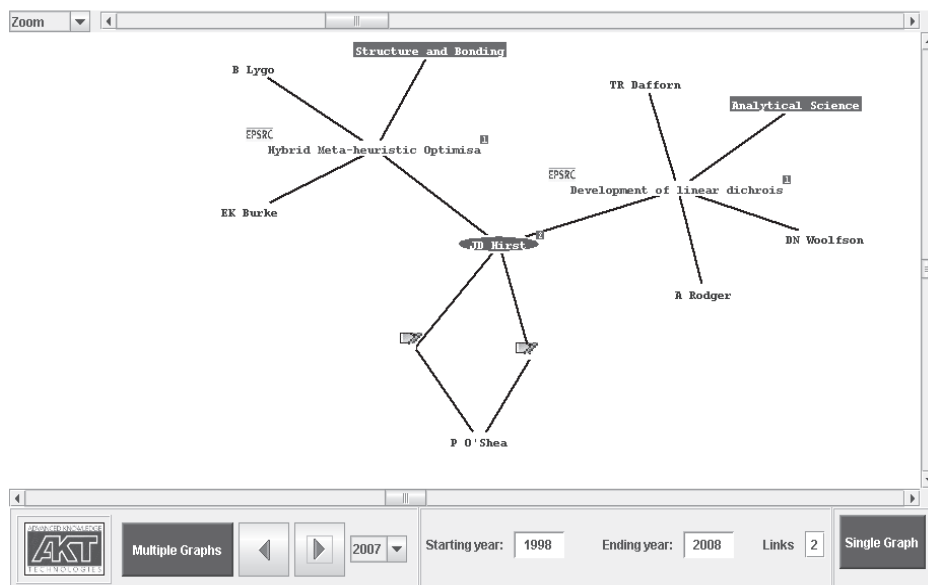 Zoom
Structure and Bonding
B Lygo
TR Dafforn
Analytical Science
EPSRC
1
Hybrid Meta-heuristic Optimisa
EPSRC
1
Development of linear dichrois
EK Burke
JD Hirst
2
DN Woolfson
A Rodger
P O'Shea
ADVANCED KNOWLEDGE
AKT
TECHNOLOGIES
Multiple Graphs
2007
Starting year: 1998
Ending year: 2008
Links 2
Single Graph